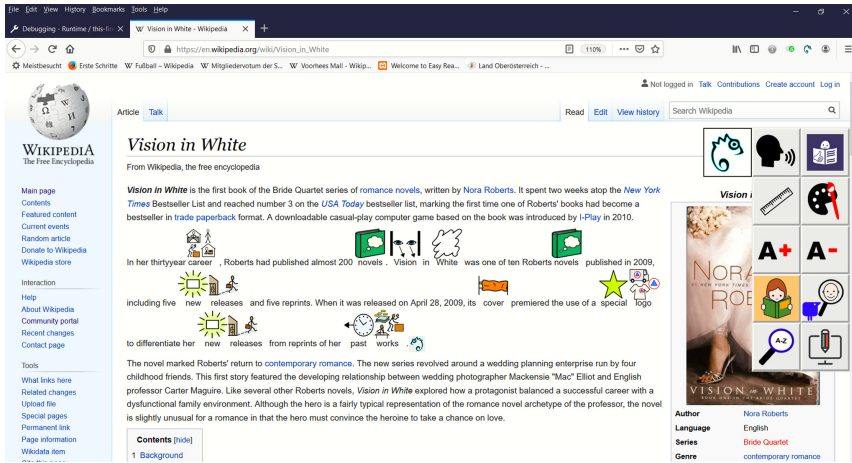 File Edit View History Bookmarks Tools Help
Debugging - Runtime / this-fire
Vision in White - Wikipedia
https://en.wikipedia.org/wiki/Vision_in_White
110%
Meistbesucht Erste Schritte Fußball – Wikipedia Mitgliedervotum der S... Voorhees Mall - Wikip... Welcome to Easy Rea... Land Oberösterreich - ...
Not logged in Talk Contributions Create account Log in
Article Talk
Read Edit View history Search Wikipedia
WIKIPEDIA
The Free Encyclopedia
Main page
Contents
Featured content
Current events
Random article
Donate to Wikipedia
Wikipedia store
Interaction
Help
About Wikipedia
Community portal
Recent changes
Contact page
Tools
What links here
Related changes
Upload file
Special pages
Permanent link
Page information
Wikidata item
Vision in White
From Wikipedia, the free encyclopedia
Vision in White is the first book of the Bride Quartet series of romance novels, written by Nora Roberts. It spent two weeks atop the New York
Times Bestseller List and reached number 3 on the USA Today bestseller list, marking the first time one of Roberts' books had become a
bestseller in trade paperback format. A downloadable casual-play computer game based on the book was introduced by I-Play in 2010.
In her thirtyyear career , Roberts had published almost 200 novels . Vision in White was one of ten Roberts novels published in 2009,
including five new releases and five reprints. When it was released on April 28, 2009, its cover premiered the use of a special logo
to differentiate her new releases from reprints of her past works .
The novel marked Roberts' return to contemporary romance. The new series revolved around a wedding planning enterprise run by four
childhood friends. This first story featured the developing relationship between wedding photographer Mackensie "Mac" Elliot and English
professor Carter Maguire. Like several other Roberts novels, Vision in White explored how a protagonist balanced a successful career with a
dysfunctional family environment. Although the hero is a fairly typical representation of the romance novel archetype of the professor, the novel
is slightly unusual for a romance in that the hero must convince the heroine to take a chance on love.
Contents [hide]
1 Background
Vision i
NORA
ROB
VISION IN WHITE
BOOK ONE IN THE BRIDE QUARTET
A+ A-
A-Z
Author Nora Roberts
Language English
Series Bride Quartet
Genre contemporary romance